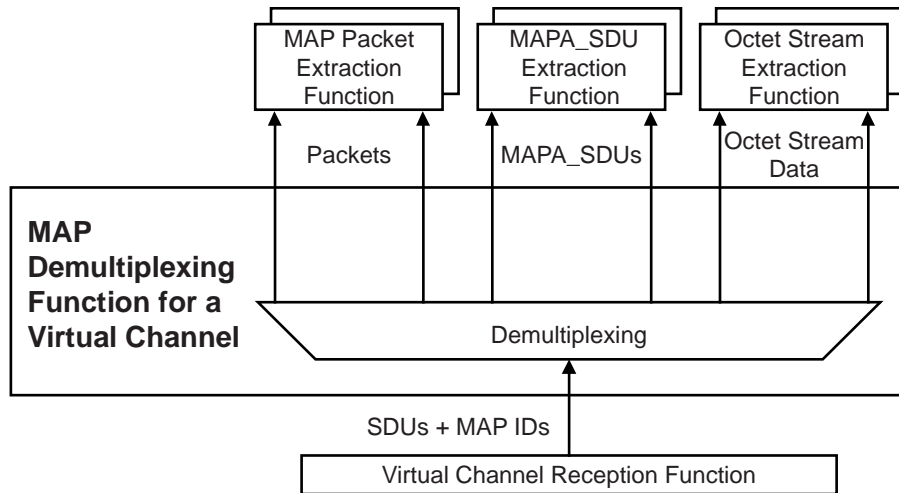 MAP Packet
Extraction
Function
MAPA_SDU
Extraction
Function
Octet Stream
Extraction
Function
Packets
MAPA_SDUs
Octet Stream
Data
MAP
Demultiplexing
Function for a
Virtual Channel
Demultiplexing
SDUs + MAP IDs
Virtual Channel Reception Function